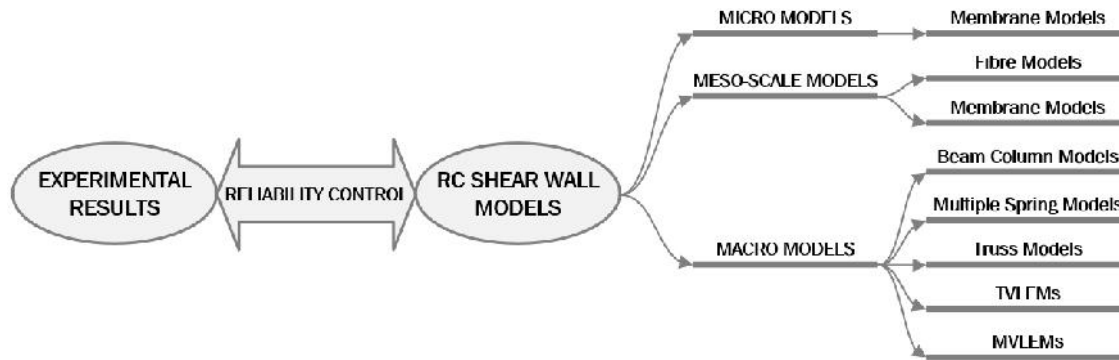 EXPERIMENTAL
RESULTS
RELIABILITY CONTROL
RC SHEAR WALL
MODELS
MICRO MODELS
Membrane Models
MESO-SCALE MODELS
Fibre Models
Membrane Models
MACRO MODELS
Beam Column Models
Multiple Spring Models
Truss Models
TVLEMs
MVLEMs